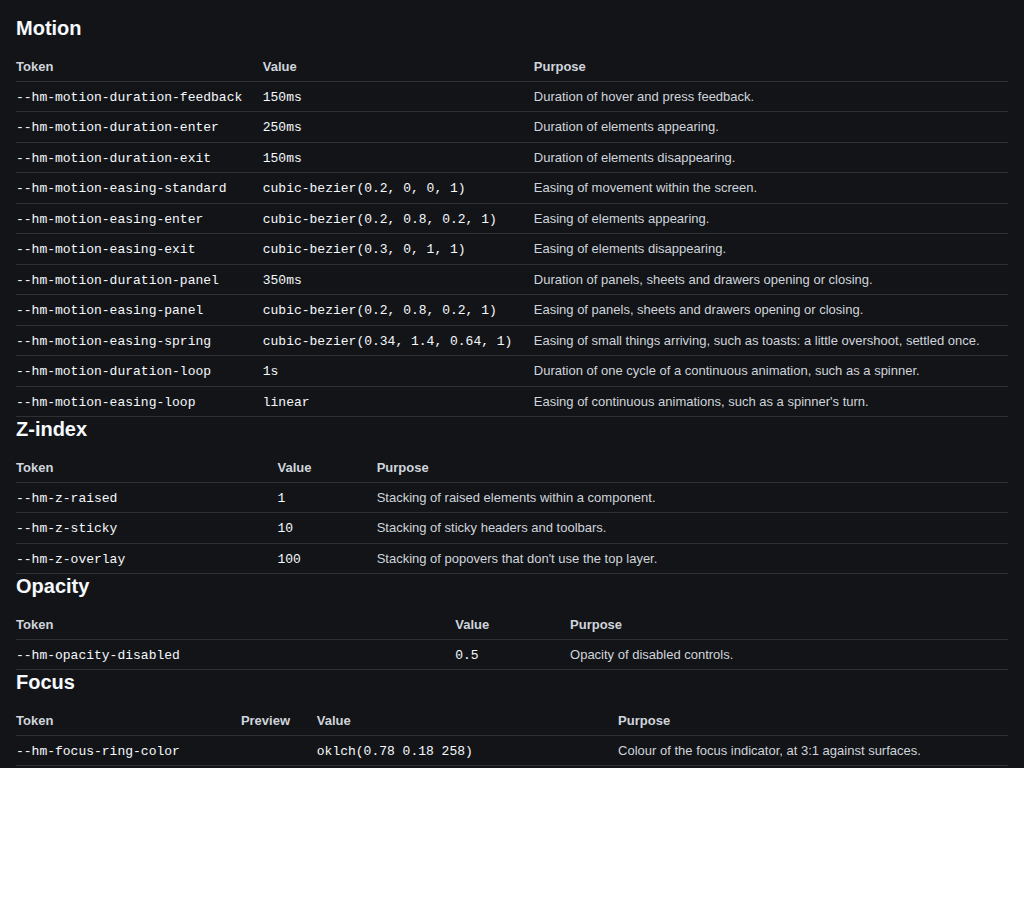 Motion
Token Value Purpose
--hm-motion-duration-feedback 150ms Duration of hover and press feedback.
--hm-motion-duration-enter 250ms Duration of elements appearing.
--hm-motion-duration-exit 150ms Duration of elements disappearing.
--hm-motion-easing-standard cubic-bezier(0.2, 0, 0, 1) Easing of movement within the screen.
--hm-motion-easing-enter cubic-bezier(0.2, 0.8, 0.2, 1) Easing of elements appearing.
--hm-motion-easing-exit cubic-bezier(0.3, 0, 1, 1) Easing of elements disappearing.
--hm-motion-duration-panel 350ms Duration of panels, sheets and drawers opening or closing.
--hm-motion-easing-panel cubic-bezier(0.2, 0.8, 0.2, 1) Easing of panels, sheets and drawers opening or closing.
--hm-motion-easing-spring cubic-bezier(0.34, 1.4, 0.64, 1) Easing of small things arriving, such as toasts: a little overshoot, settled once.
--hm-motion-duration-loop 1s Duration of one cycle of a continuous animation, such as a spinner.
--hm-motion-easing-loop linear Easing of continuous animations, such as a spinner's turn.
Z-index
Token Value Purpose
--hm-z-raised 1 Stacking of raised elements within a component.
--hm-z-sticky 10 Stacking of sticky headers and toolbars.
--hm-z-overlay 100 Stacking of popovers that don't use the top layer.
Opacity
Token Value Purpose
--hm-opacity-disabled 0.5 Opacity of disabled controls.
Focus
Token Preview Value Purpose
--hm-focus-ring-color oklch(0.78 0.18 258) Colour of the focus indicator, at 3:1 against surfaces.